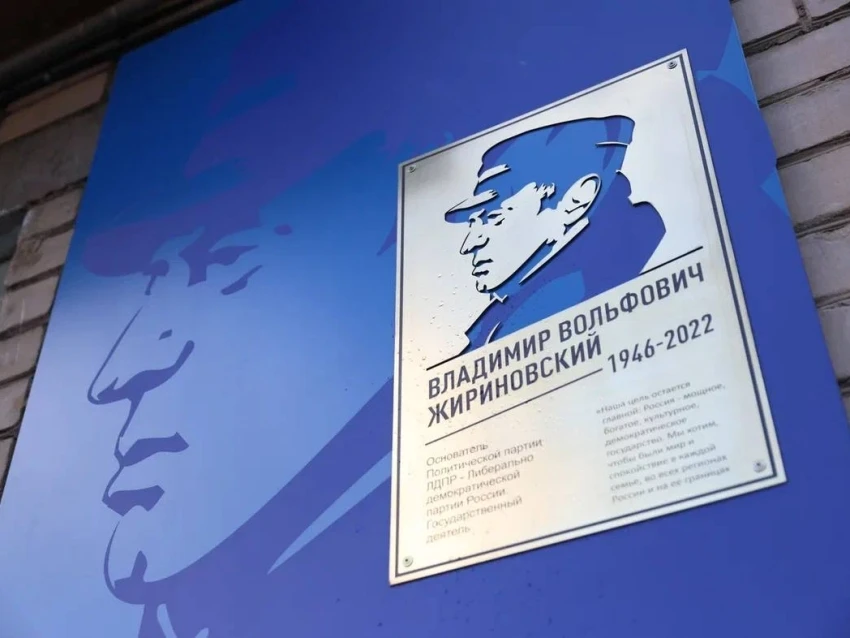 ВЛАДИМИР ВОЛЬФОВИЧ
ЖИРИНОВСКИЙ
1946-2022
Основатель
Политической партии
ЛДПР - Либерально
демократической
партии России.
Государственный
деятель.
«Наша цель остается
главной: Россия - мощное,
богатое, культурное,
демократическое
государство. Мы хотим,
чтобы были мир и
спокойствие в каждой
семье, во всех регионах
России и на ее границах